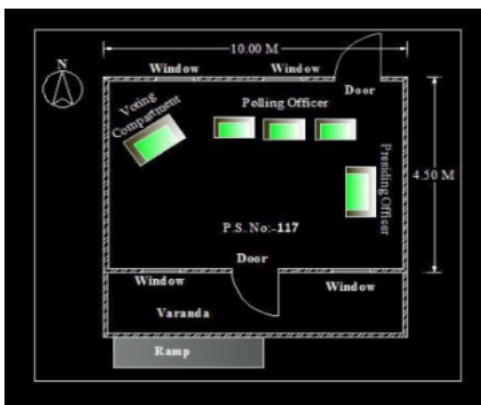 10.00 M
N
Window
Window
Door
Voting
Compartment
Polling Officer
Presiding Officer
4.50 M
P.S. No:-117
Door
Window
Window
Varanda
Ramp